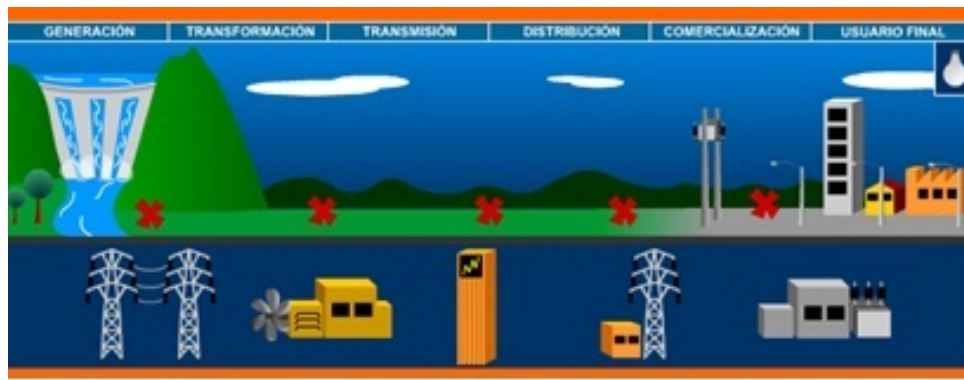 GENERACIÓN
TRANSFORMACIÓN
TRANSMISIÓN
DISTRIBUCIÓN
COMERCIALIZACIÓN
USUARIO FINAL